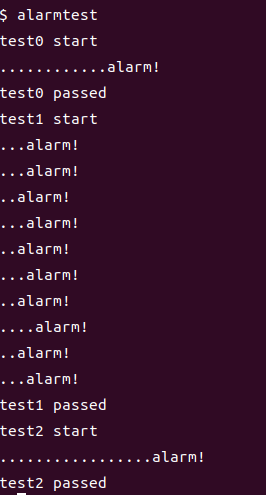 $ alarmtest
test0 start
............alarm!
test0 passed
test1 start
...alarm!
...alarm!
..alarm!
...alarm!
..alarm!
...alarm!
..alarm!
....alarm!
..alarm!
...alarm!
test1 passed
test2 start
.................alarm!
test2 passed